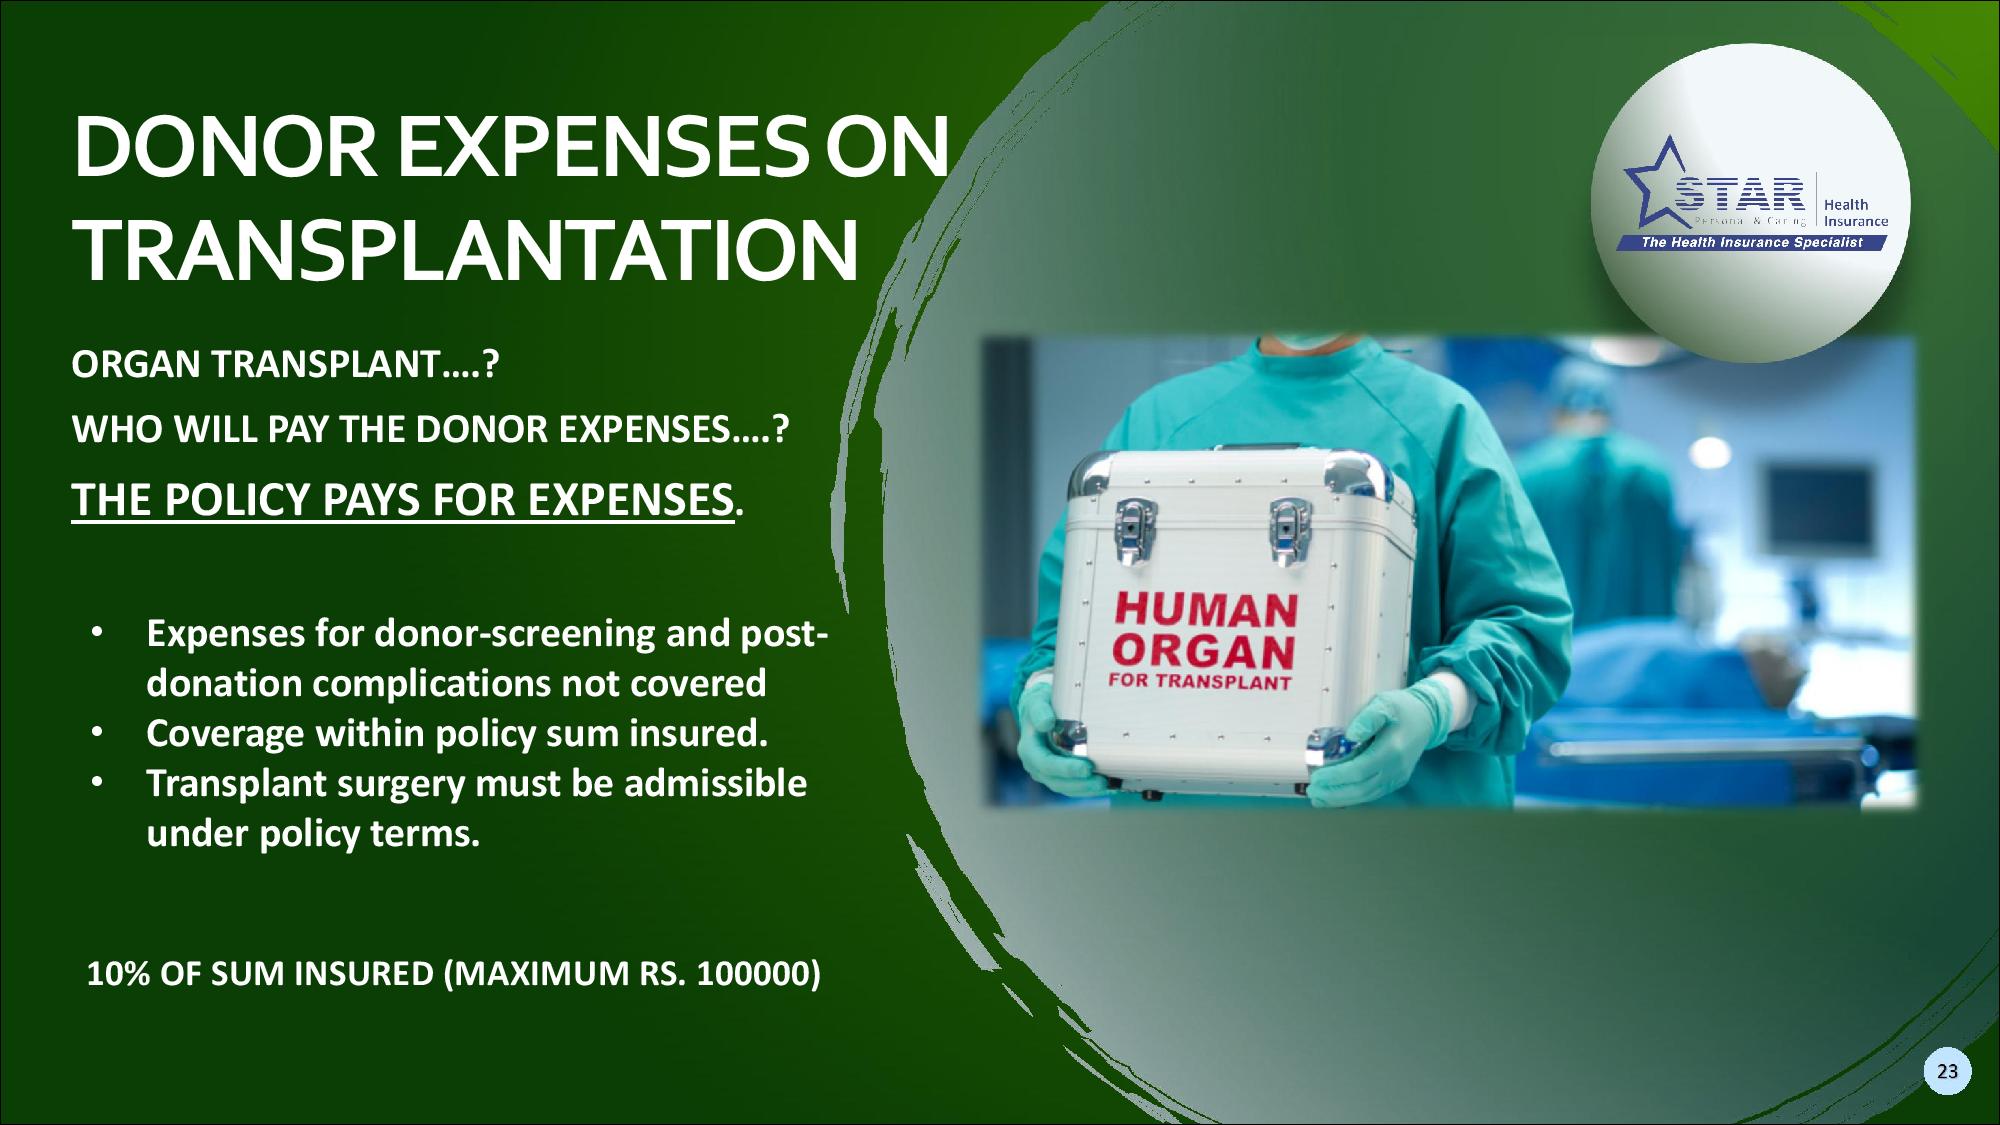 DONOR EXPENSES ON
TRANSPLANTATION
STAR
Personal & Caring
Health
Insurance
The Health Insurance Specialist
ORGAN TRANSPLANT....?
WHO WILL PAY THE DONOR EXPENSES....?
THE POLICY PAYS FOR EXPENSES.
• Expenses for donor-screening and post-
donation complications not covered
• Coverage within policy sum insured.
• Transplant surgery must be admissible
under policy terms.
10% OF SUM INSURED (MAXIMUM RS. 100000)
HUMAN
ORGAN
FOR TRANSPLANT
23